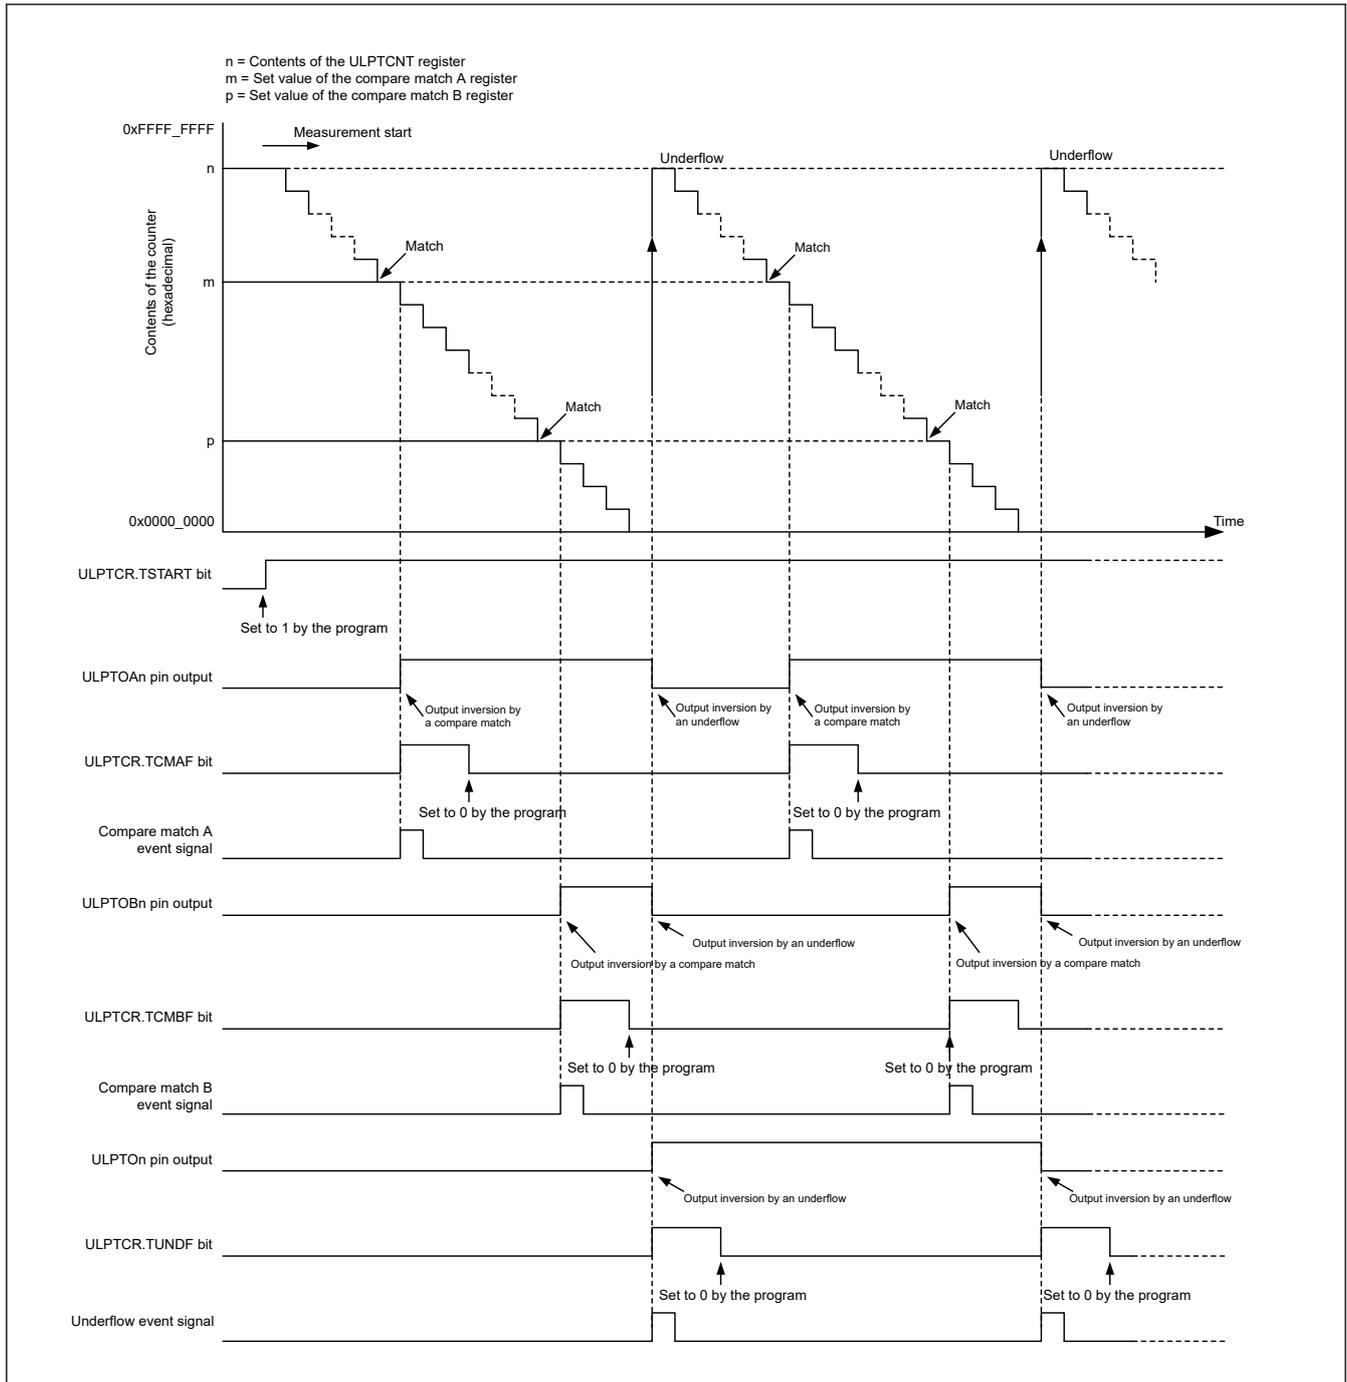 n = Contents of the ULPTCNT register
m = Set value of the compare match A register
p = Set value of the compare match B register
0xFFFF_FFFF
Measurement start
n
Underflow
Underflow
Contents of the counter
(hexadecimal)
Match
Match
m
Match
Match
p
0x0000_0000
Time
ULPTCR.TSTART bit
Set to 1 by the program
ULPTOAn pin output
Output inversion by
a compare match
Output inversion by
an underflow
Output inversion by
a compare match
Output inversion by
an underflow
ULPTCR.TCMAF bit
Set to 0 by the program
Set to 0 by the program
Compare match A
event signal
ULPTOBn pin output
Output inversion by an underflow
Output inversion by an underflow
Output inversion by a compare match
Output inversion by a compare match
ULPTCR.TCMBF bit
Set to 0 by the program
Set to 0 by the program
Compare match B
event signal
ULPTOn pin output
Output inversion by an underflow
Output inversion by an underflow
ULPTCR.TUNDF bit
Set to 0 by the program
Set to 0 by the program
Underflow event signal